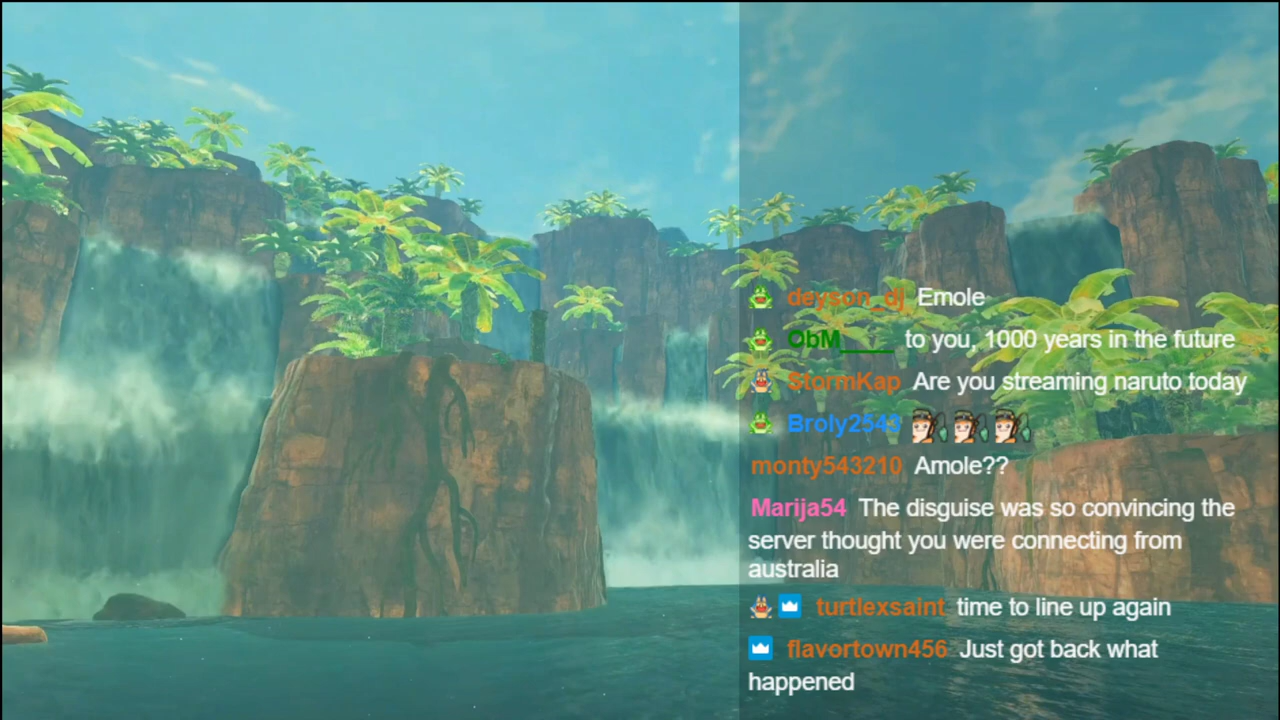 deyson_dj Emole
ObM____ to you, 1000 years in the future
StormKap Are you streaming naruto today
Broly2543
monty543210 Amole??
Marija54 The disguise was so convincing the
server thought you were connecting from
australia
turtlexsaint time to line up again
flavortown456 Just got back what
happened